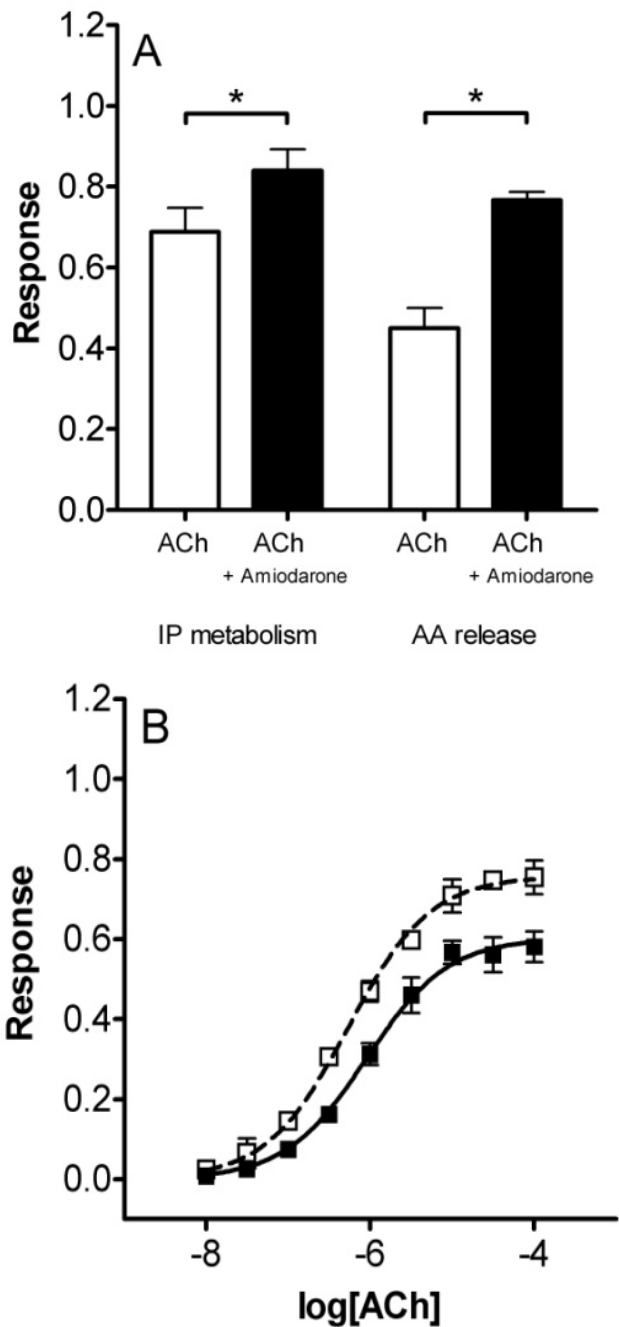 A
1.2
1.0
0.8
0.6
0.4
0.2
0.0
Response
*
*
ACh
ACh
+ Amiodarone
ACh
ACh
+ Amiodarone
IP metabolism
AA release
B
1.2
1.0
0.8
0.6
0.4
0.2
0.0
Response
-8
-6
-4
log[ACh]